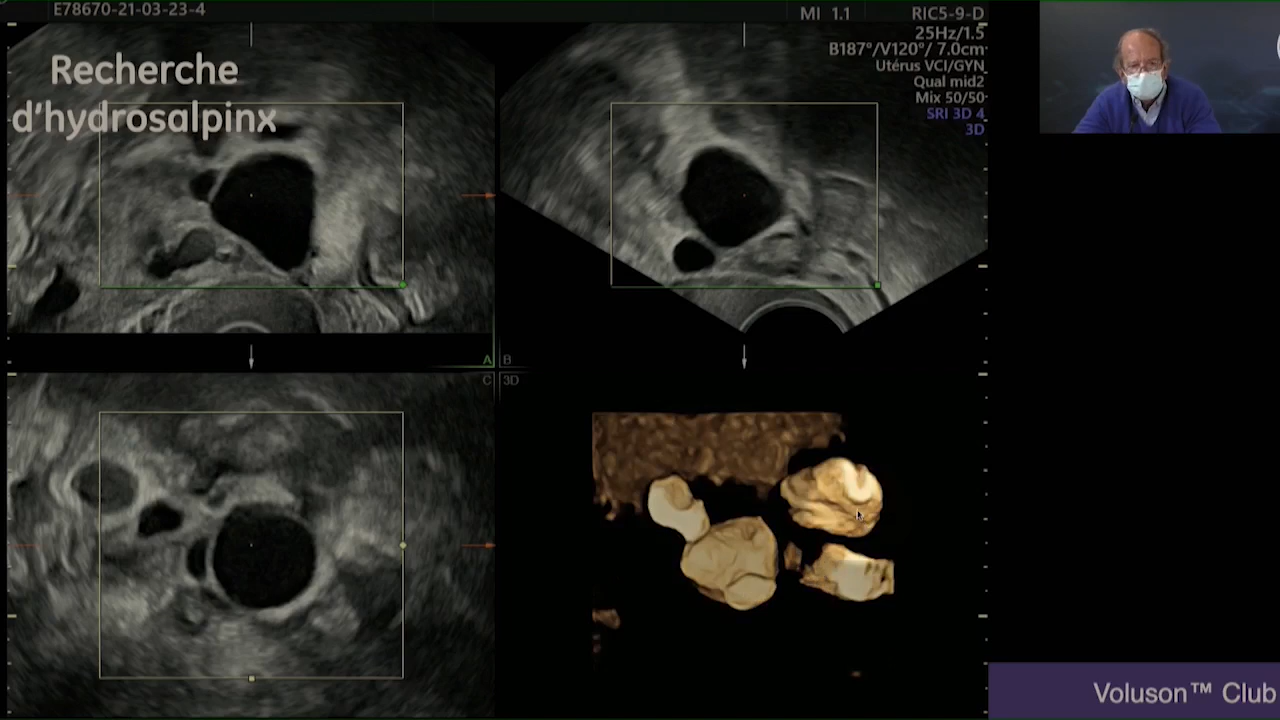 E78670-21-03-23-4
MI 1.1
RIC5-9-D
25Hz/1.5
B187°/V120°/ 7.0cm
Utérus VCI/GYN
Qual mid2
Mix 50/50
SRI 3D 4
3D
Recherche
d'hydrosalpinx
A
B
C
3D
Voluson™ Club